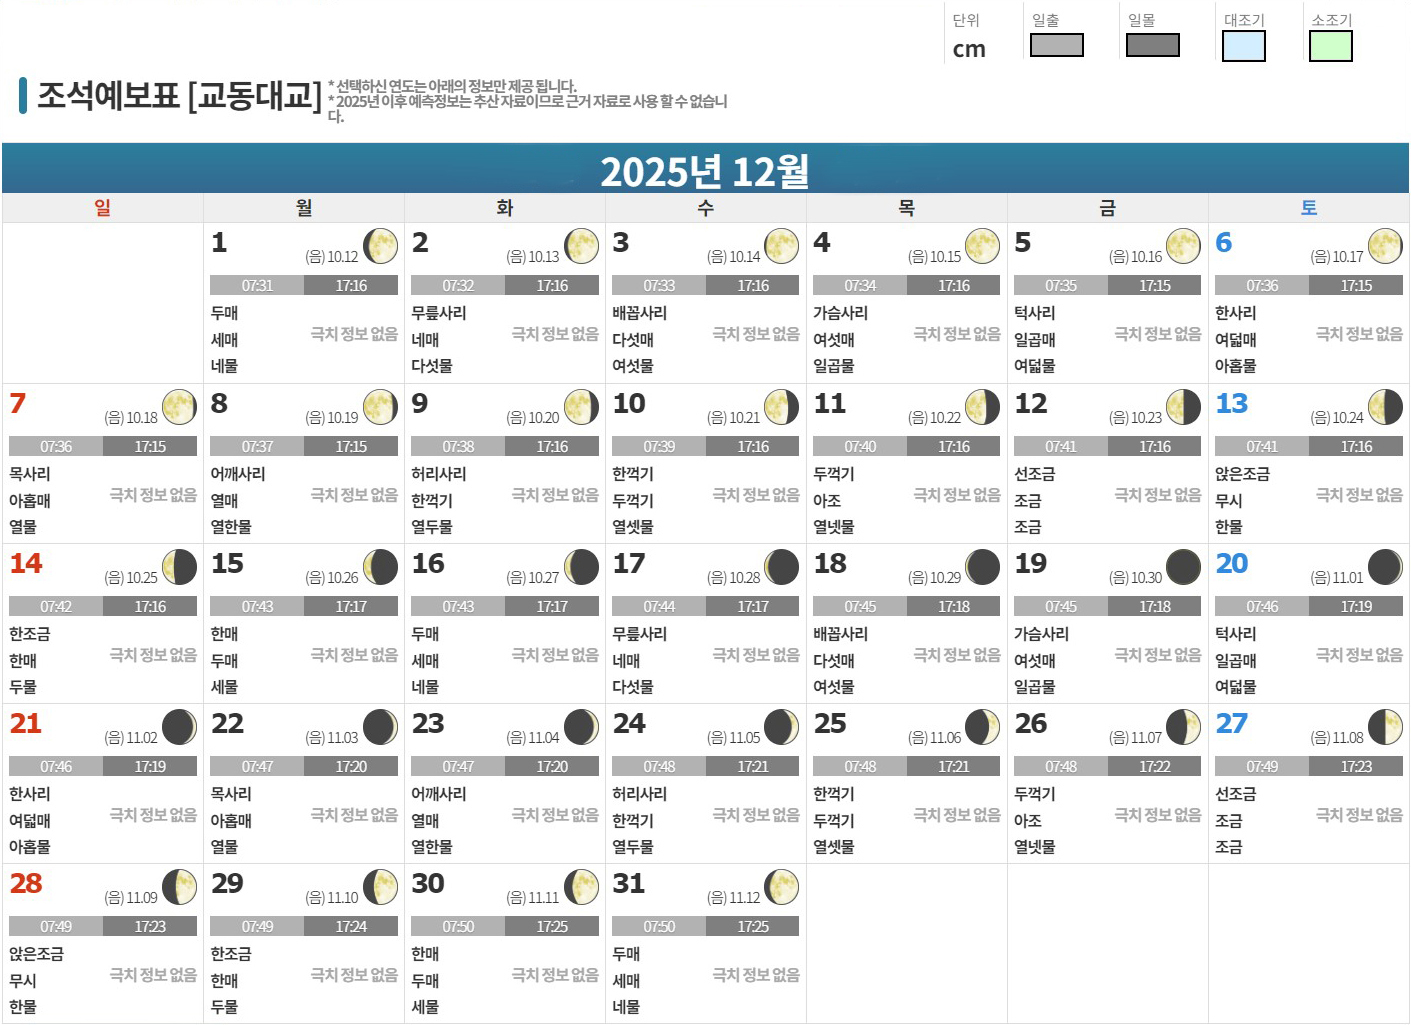 단위 일출 일몰 대조기 소조기
cm
조석예보표 [교동대교]
* 선택하신 연도는 아래의 정보만 제공 됩니다.
* 2025년 이후 예측정보는 추산 자료이므로 근거 자료로 사용 할 수 없습니
다.
2025년 12월
일 월 화 수 목 금 토
1 (음) 10.12
07:31 17:16
두매
세매
네물
극치 정보 없음
2 (음) 10.13
07:32 17:16
무릎사리
네매
다섯물
극치 정보 없음
3 (음) 10.14
07:33 17:16
배꼽사리
다섯매
여섯물
극치 정보 없음
4 (음) 10.15
07:34 17:16
가슴사리
여섯매
일곱물
극치 정보 없음
5 (음) 10.16
07:35 17:15
턱사리
일곱매
여덟물
극치 정보 없음
6 (음) 10.17
07:36 17:15
한사리
여덟매
아홉물
극치 정보 없음
7 (음) 10.18
07:36 17:15
목사리
아홉매
열물
극치 정보 없음
8 (음) 10.19
07:37 17:15
어깨사리
열매
열한물
극치 정보 없음
9 (음) 10.20
07:38 17:16
허리사리
한꺽기
열두물
극치 정보 없음
10 (음) 10.21
07:39 17:16
한꺽기
두꺽기
열셋물
극치 정보 없음
11 (음) 10.22
07:40 17:16
두꺽기
아조
열넷물
극치 정보 없음
12 (음) 10.23
07:41 17:16
선조금
조금
조금
극치 정보 없음
13 (음) 10.24
07:41 17:16
앉은조금
무시
한물
극치 정보 없음
14 (음) 10.25
07:42 17:16
한조금
한매
두물
극치 정보 없음
15 (음) 10.26
07:43 17:17
한매
두매
세물
극치 정보 없음
16 (음) 10.27
07:43 17:17
두매
세매
네물
극치 정보 없음
17 (음) 10.28
07:44 17:17
무릎사리
네매
다섯물
극치 정보 없음
18 (음) 10.29
07:45 17:18
배꼽사리
다섯매
여섯물
극치 정보 없음
19 (음) 10.30
07:45 17:18
가슴사리
여섯매
일곱물
극치 정보 없음
20 (음) 11.01
07:46 17:19
턱사리
일곱매
여덟물
극치 정보 없음
21 (음) 11.02
07:46 17:19
한사리
여덟매
아홉물
극치 정보 없음
22 (음) 11.03
07:47 17:20
목사리
아홉매
열물
극치 정보 없음
23 (음) 11.04
07:47 17:20
어깨사리
열매
열한물
극치 정보 없음
24 (음) 11.05
07:48 17:21
허리사리
한꺽기
열두물
극치 정보 없음
25 (음) 11.06
07:48 17:21
한꺽기
두꺽기
열셋물
극치 정보 없음
26 (음) 11.07
07:48 17:22
두꺽기
아조
열넷물
극치 정보 없음
27 (음) 11.08
07:49 17:23
선조금
조금
조금
극치 정보 없음
28 (음) 11.09
07:49 17:23
앉은조금
무시
한물
극치 정보 없음
29 (음) 11.10
07:49 17:24
한조금
한매
두물
극치 정보 없음
30 (음) 11.11
07:50 17:25
한매
두매
세물
극치 정보 없음
31 (음) 11.12
07:50 17:25
두매
세매
네물
극치 정보 없음